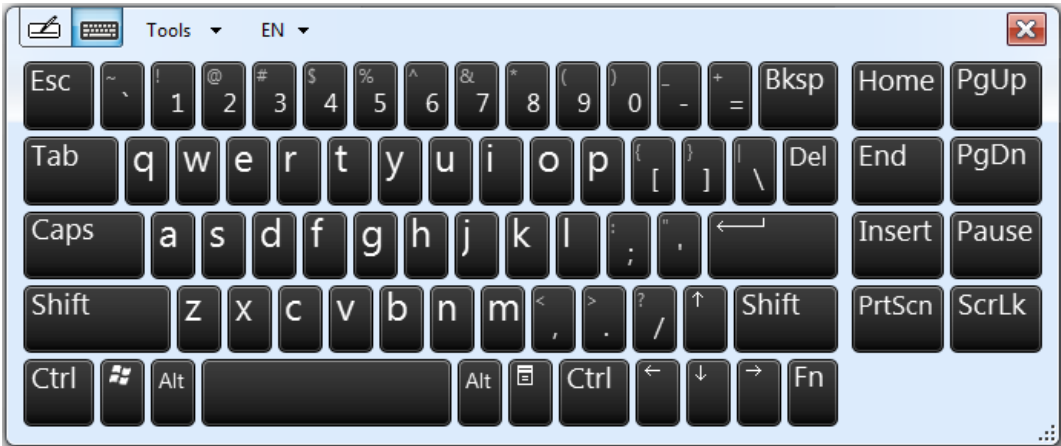 Tools EN
Esc ~ ` ! 1 @ 2 # 3 $ 4 % 5 ^ 6 & 7 * 8 ( 9 ) 0 _ - + = Bksp Home PgUp
Tab q w e r t y u i o p { [ } ] | \ Del End PgDn
Caps a s d f g h j k l : ; " ' Insert Pause
Shift z x c v b n m < , > . ? / ↑ Shift PrtScn ScrLk
Ctrl Alt Alt Ctrl ← ↓ → Fn